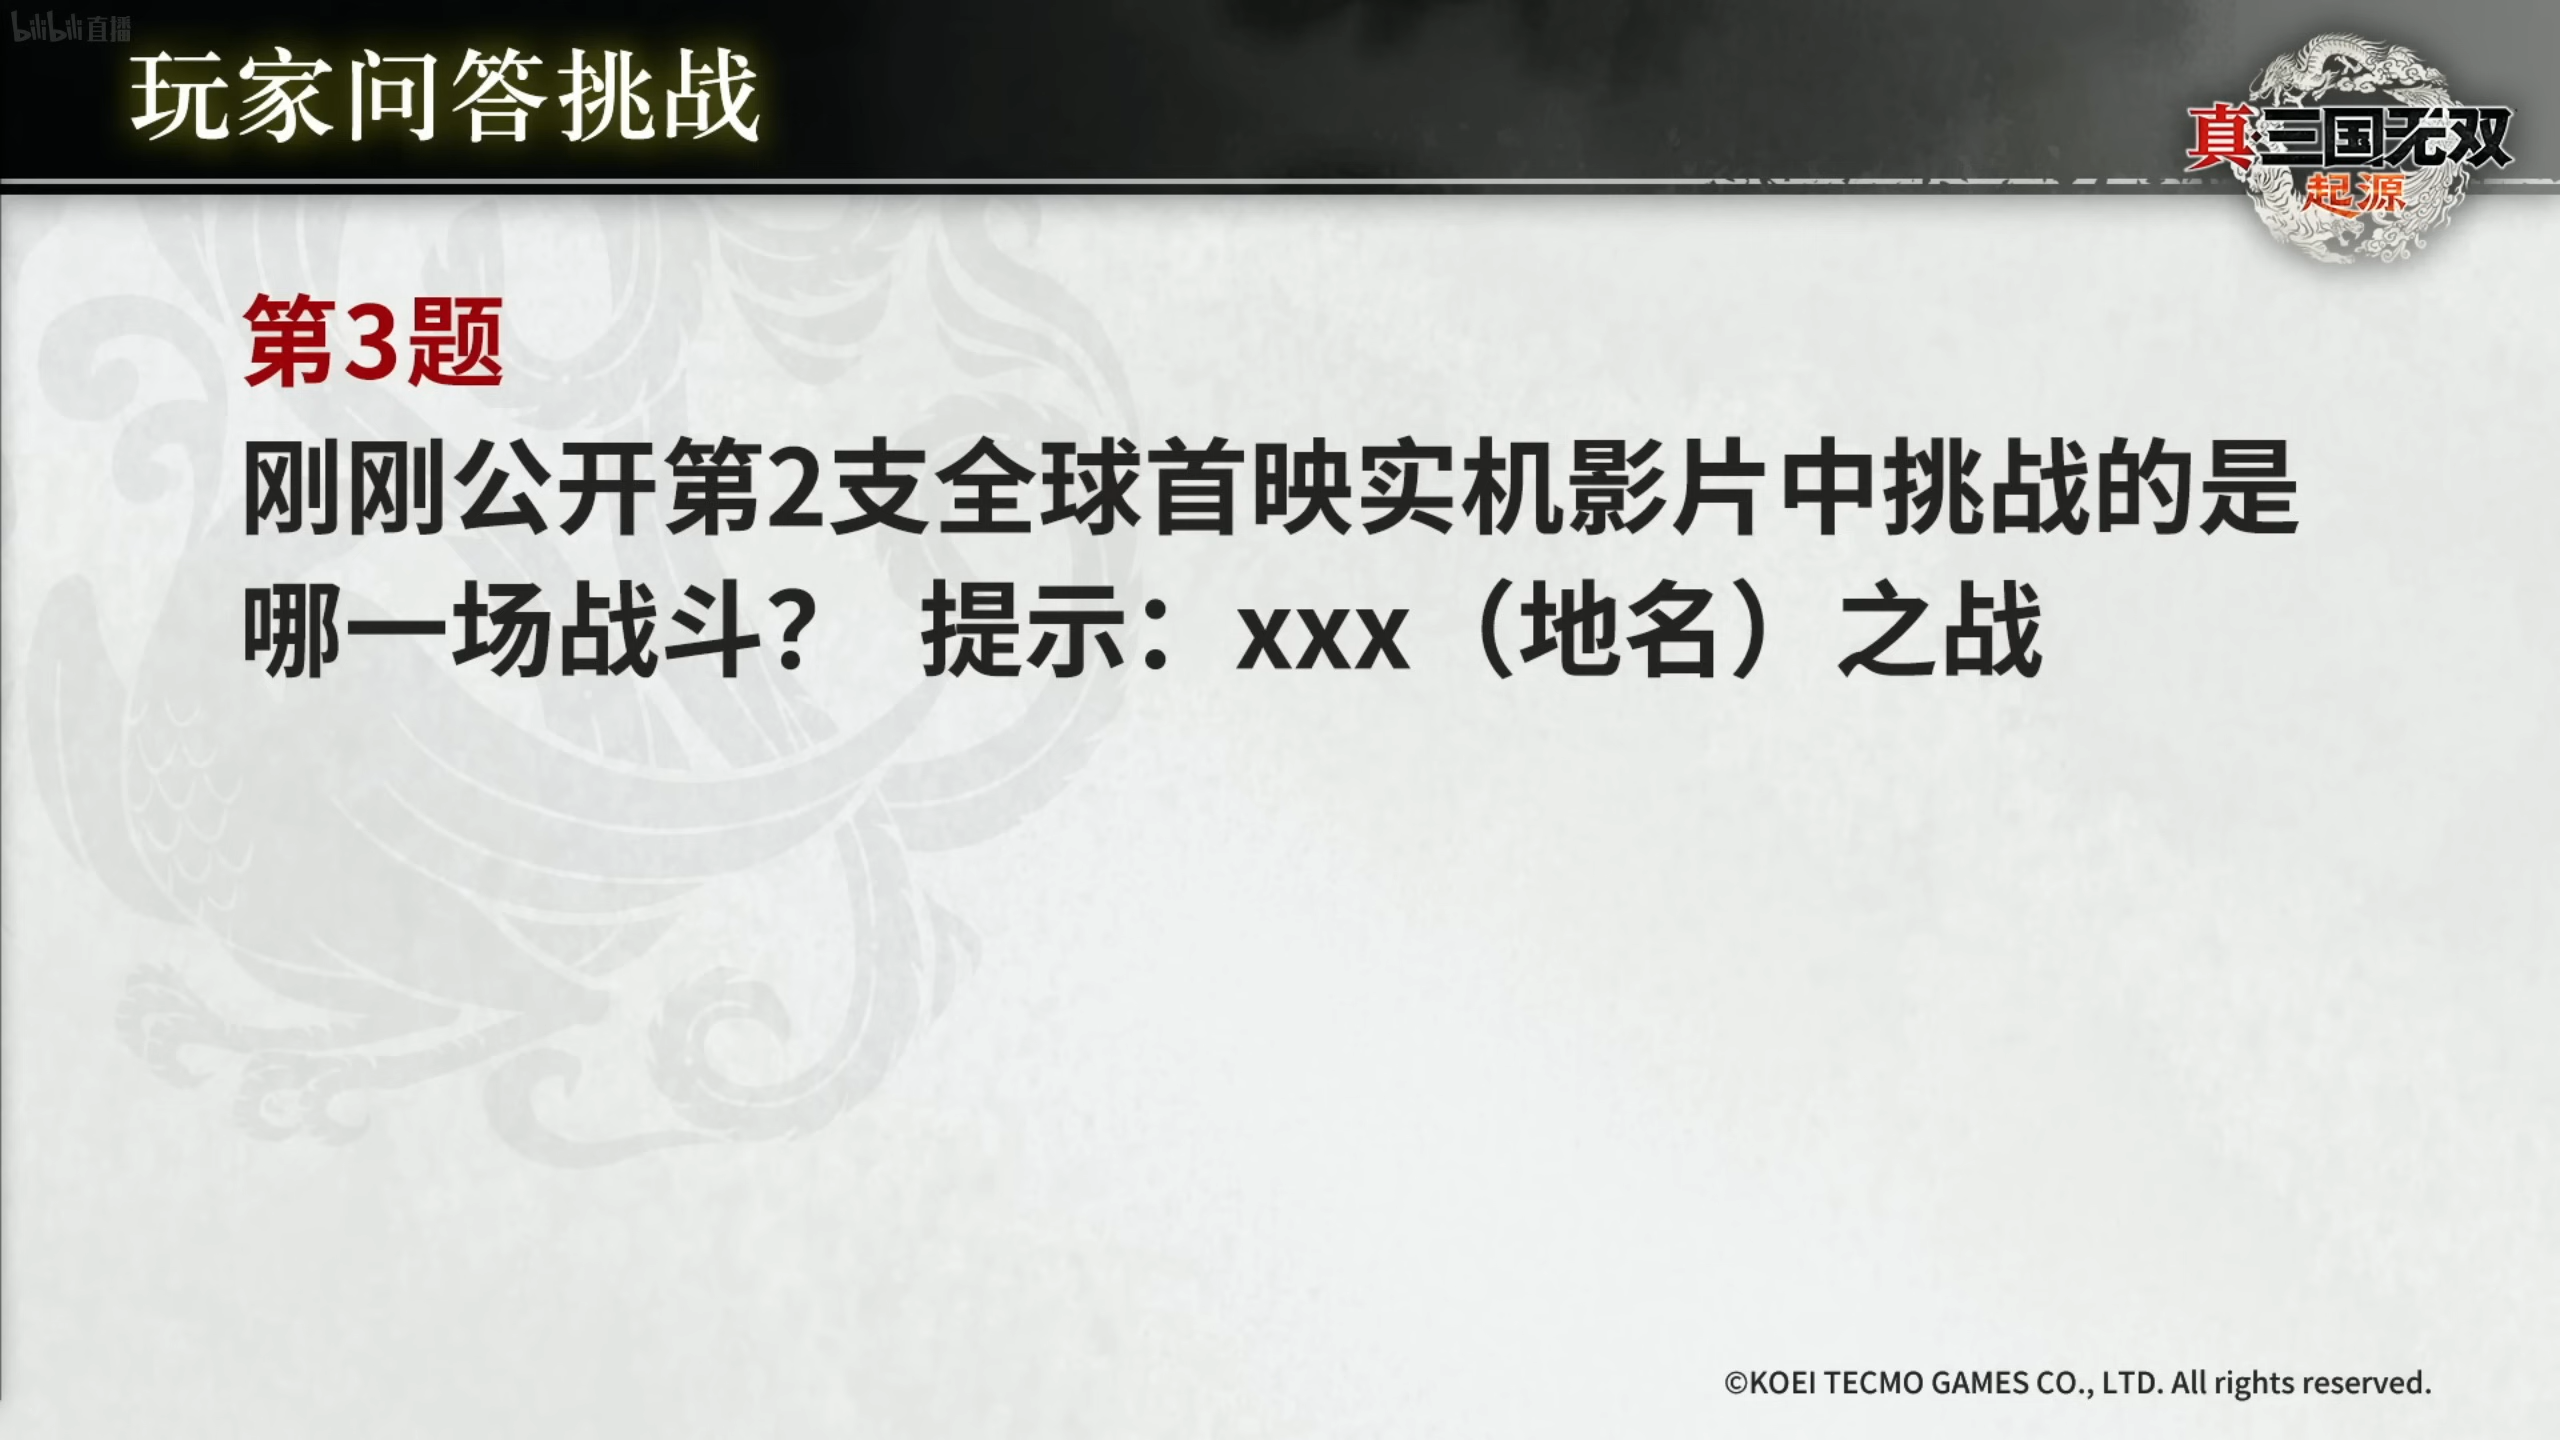 bilibili直播
玩家问答挑战
真·三国无双
起源
第3题
刚刚公开第2支全球首映实机影片中挑战的是
哪一场战斗？ 提示：xxx（地名）之战
©KOEI TECMO GAMES CO., LTD. All rights reserved.